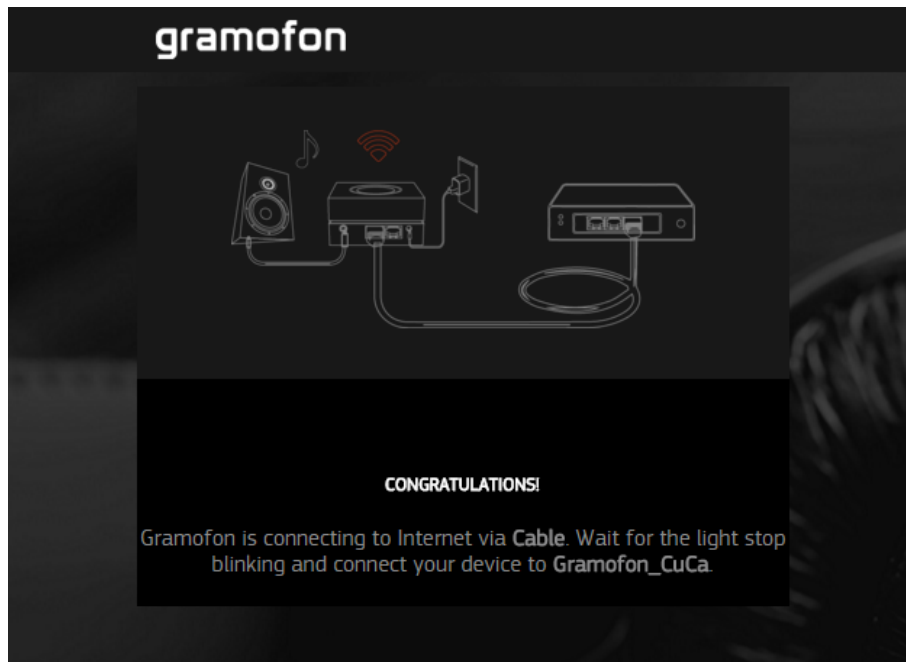 gramofon
CONGRATULATIONS!
Gramofon is connecting to Internet via Cable. Wait for the light stop
blinking and connect your device to Gramofon_CuCa.